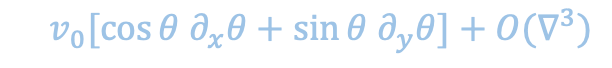 v₀[cos θ ∂ₓθ + sin θ ∂ᵧθ] + O(∇³)